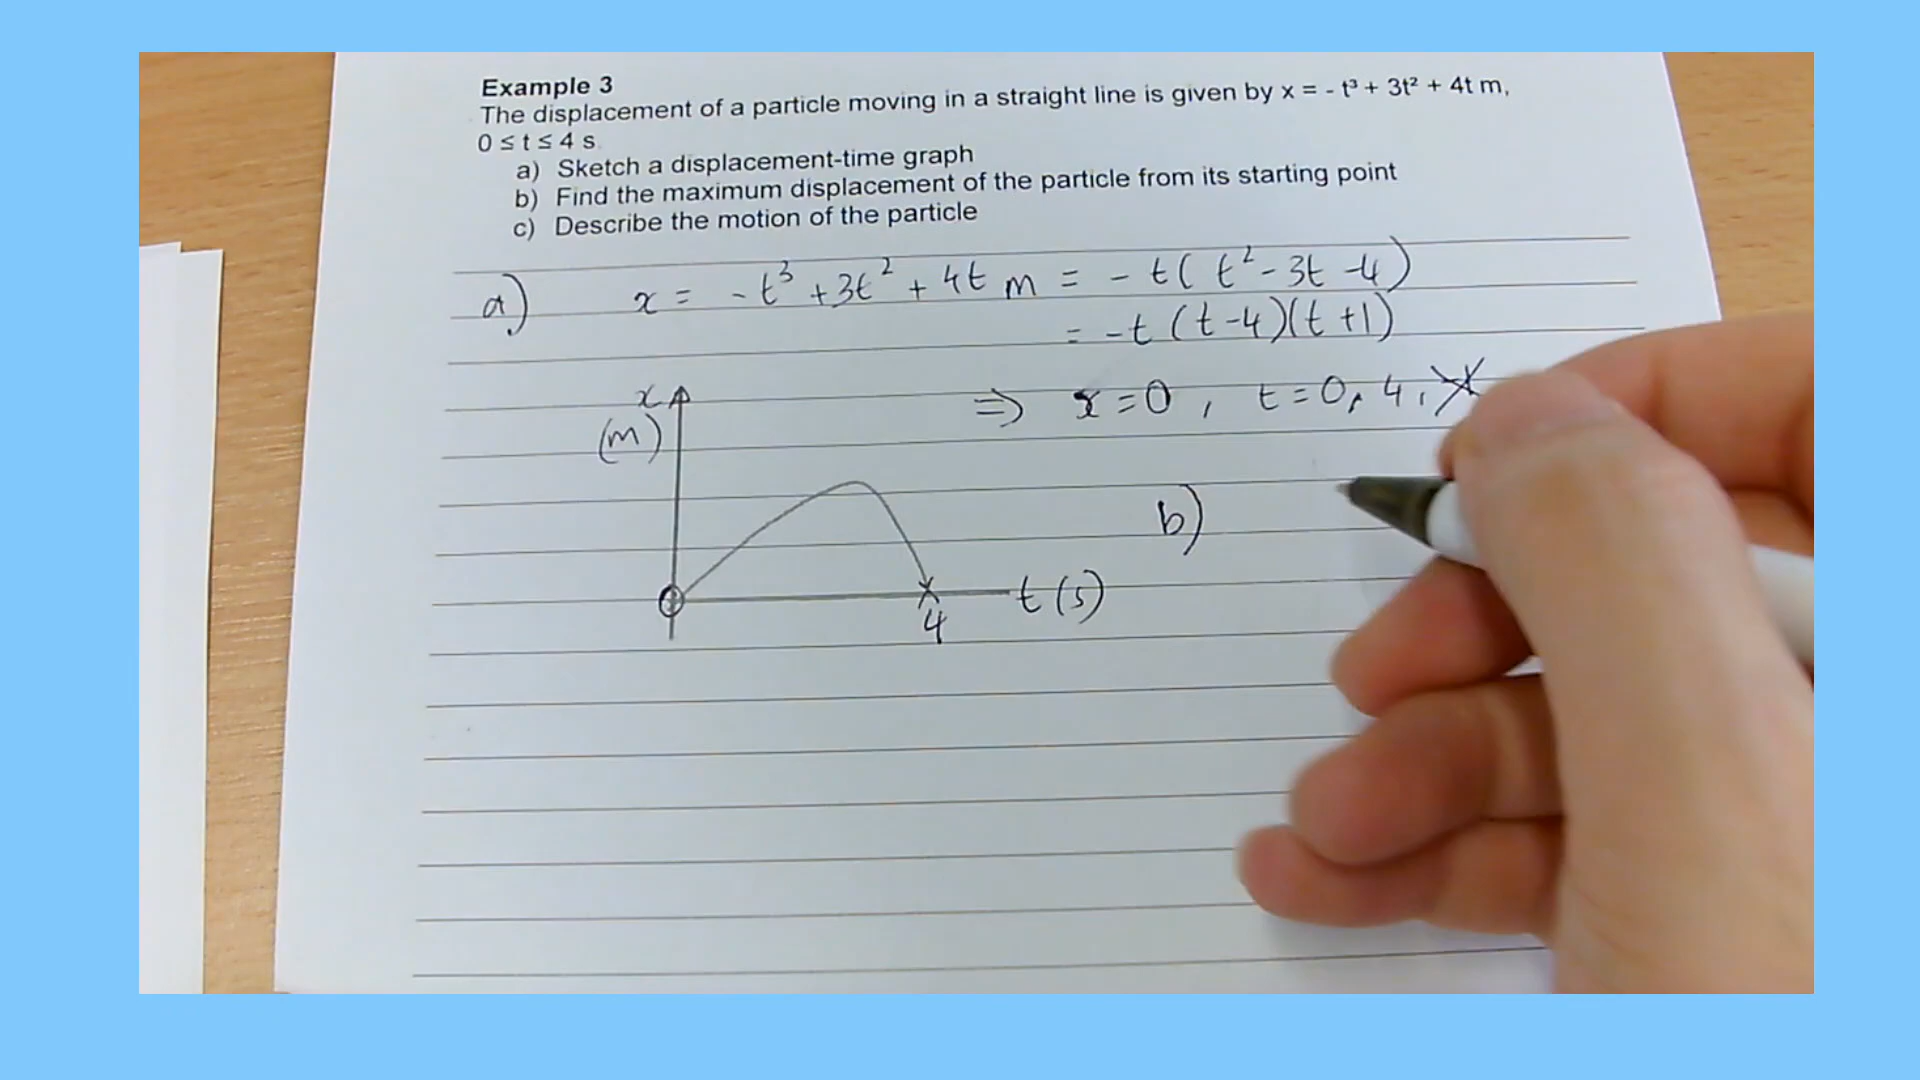 Example 3
The displacement of a particle moving in a straight line is given by x = - t³ + 3t² + 4t m,
0 ≤ t ≤ 4 s.
a) Sketch a displacement-time graph
b) Find the maximum displacement of the particle from its starting point
c) Describe the motion of the particle
a) x = -t³ + 3t² + 4t m = -t(t² - 3t - 4)
= -t(t-4)(t+1)
⇒ x = 0, t = 0, 4,
x
(m)
b)
t (s)
4